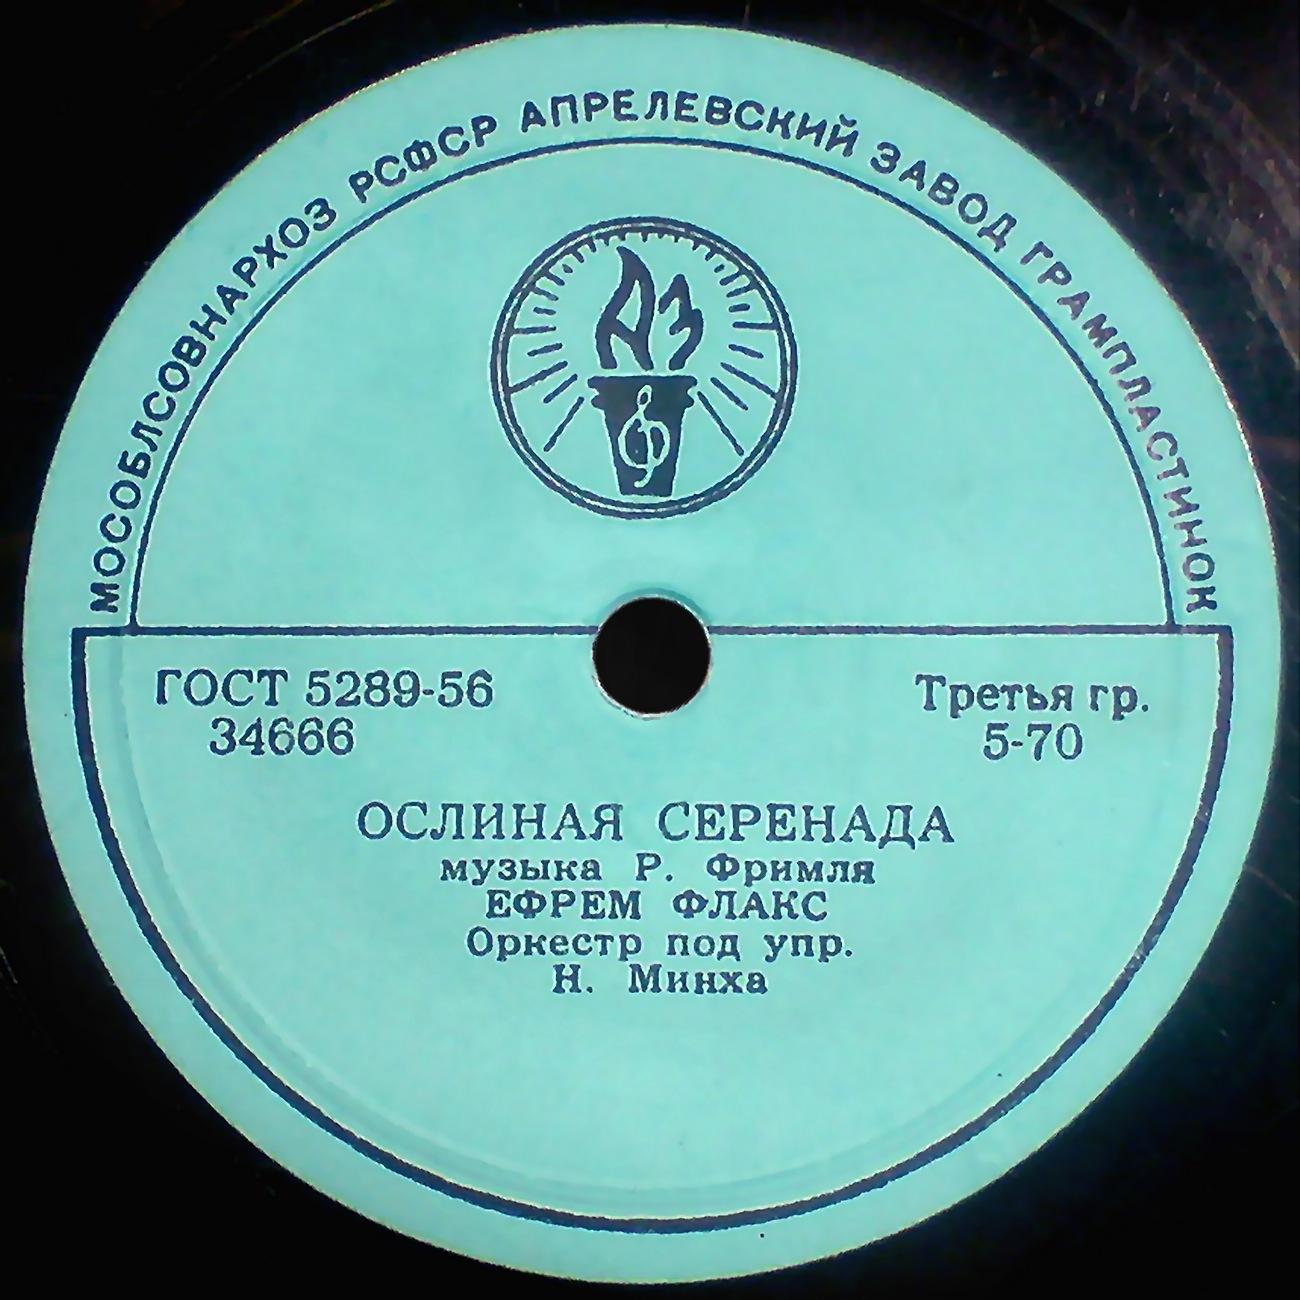 МОСОБЛСОВНАРХОЗ РСФСР АПРЕЛЕВСКИЙ ЗАВОД ГРАМПЛАСТИНОК
АЗ
ГОСТ 5289-56
34666
Третья гр.
5-70
ОСЛИНАЯ СЕРЕНАДА
музыка Р. Фримля
ЕФРЕМ ФЛАКС
Оркестр под упр.
Н. Минха